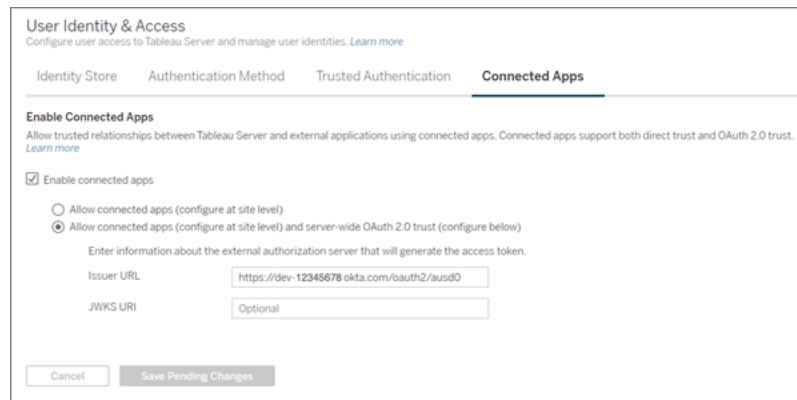 User Identity & Access
Configure user access to Tableau Server and manage user identities. Learn more
Identity Store Authentication Method Trusted Authentication Connected Apps
Enable Connected Apps
Allow trusted relationships between Tableau Server and external applications using connected apps. Connected apps support both direct trust and OAuth 2.0 trust.
Learn more
Enable connected apps
Allow connected apps (configure at site level)
Allow connected apps (configure at site level) and server-wide OAuth 2.0 trust (configure below)
Enter information about the external authorization server that will generate the access token.
Issuer URL https://dev-12345678.okta.com/oauth2/ausd0
JWKS URI Optional
Cancel Save Pending Changes